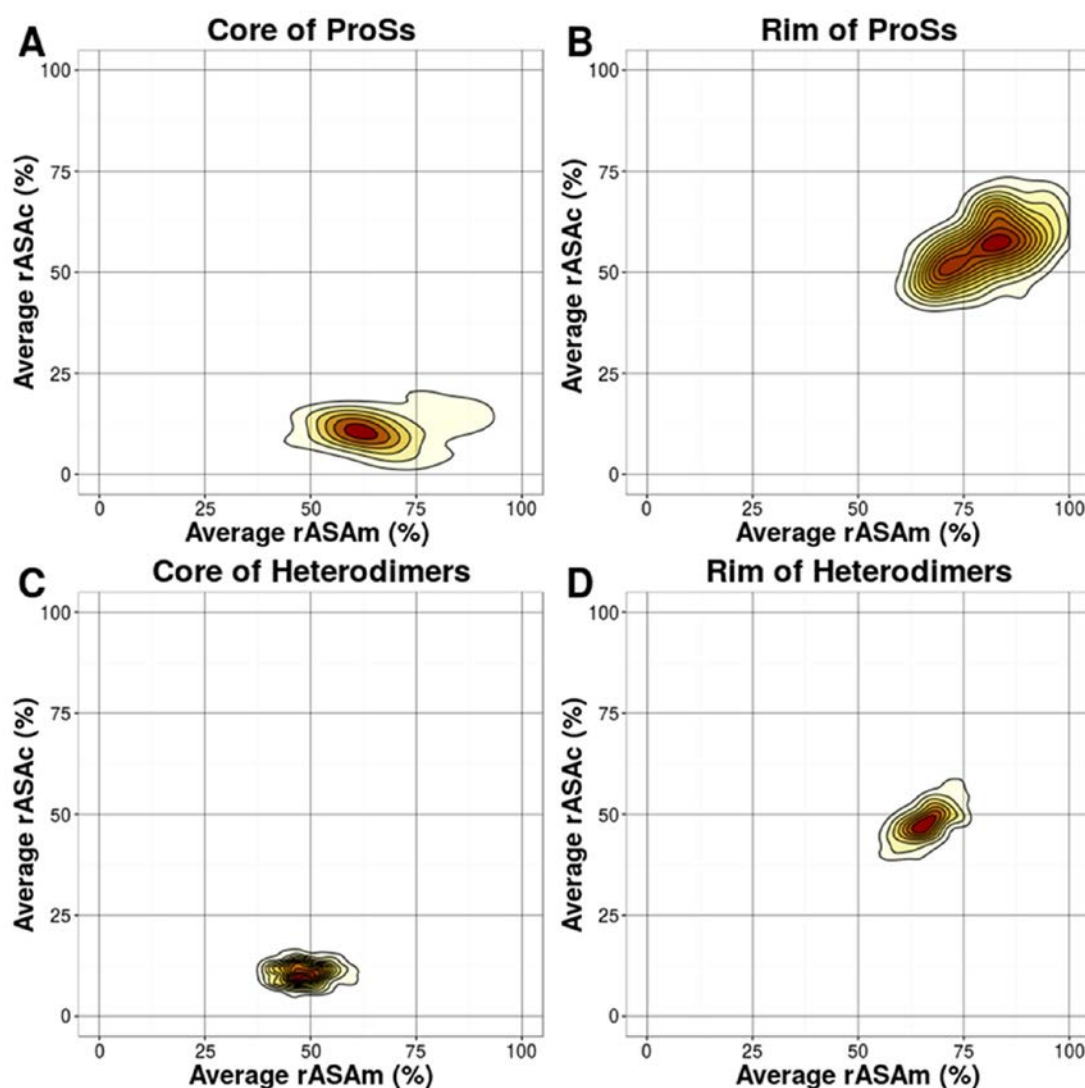 A
Core of ProSs
Average rASAc (%)
100
75
50
25
0
0 25 50 75 100
Average rASAm (%)
B
Rim of ProSs
Average rASAc (%)
100
75
50
25
0
0 25 50 75 100
Average rASAm (%)
C
Core of Heterodimers
Average rASAc (%)
100
75
50
25
0
0 25 50 75 100
Average rASAm (%)
D
Rim of Heterodimers
Average rASAc (%)
100
75
50
25
0
0 25 50 75 100
Average rASAm (%)